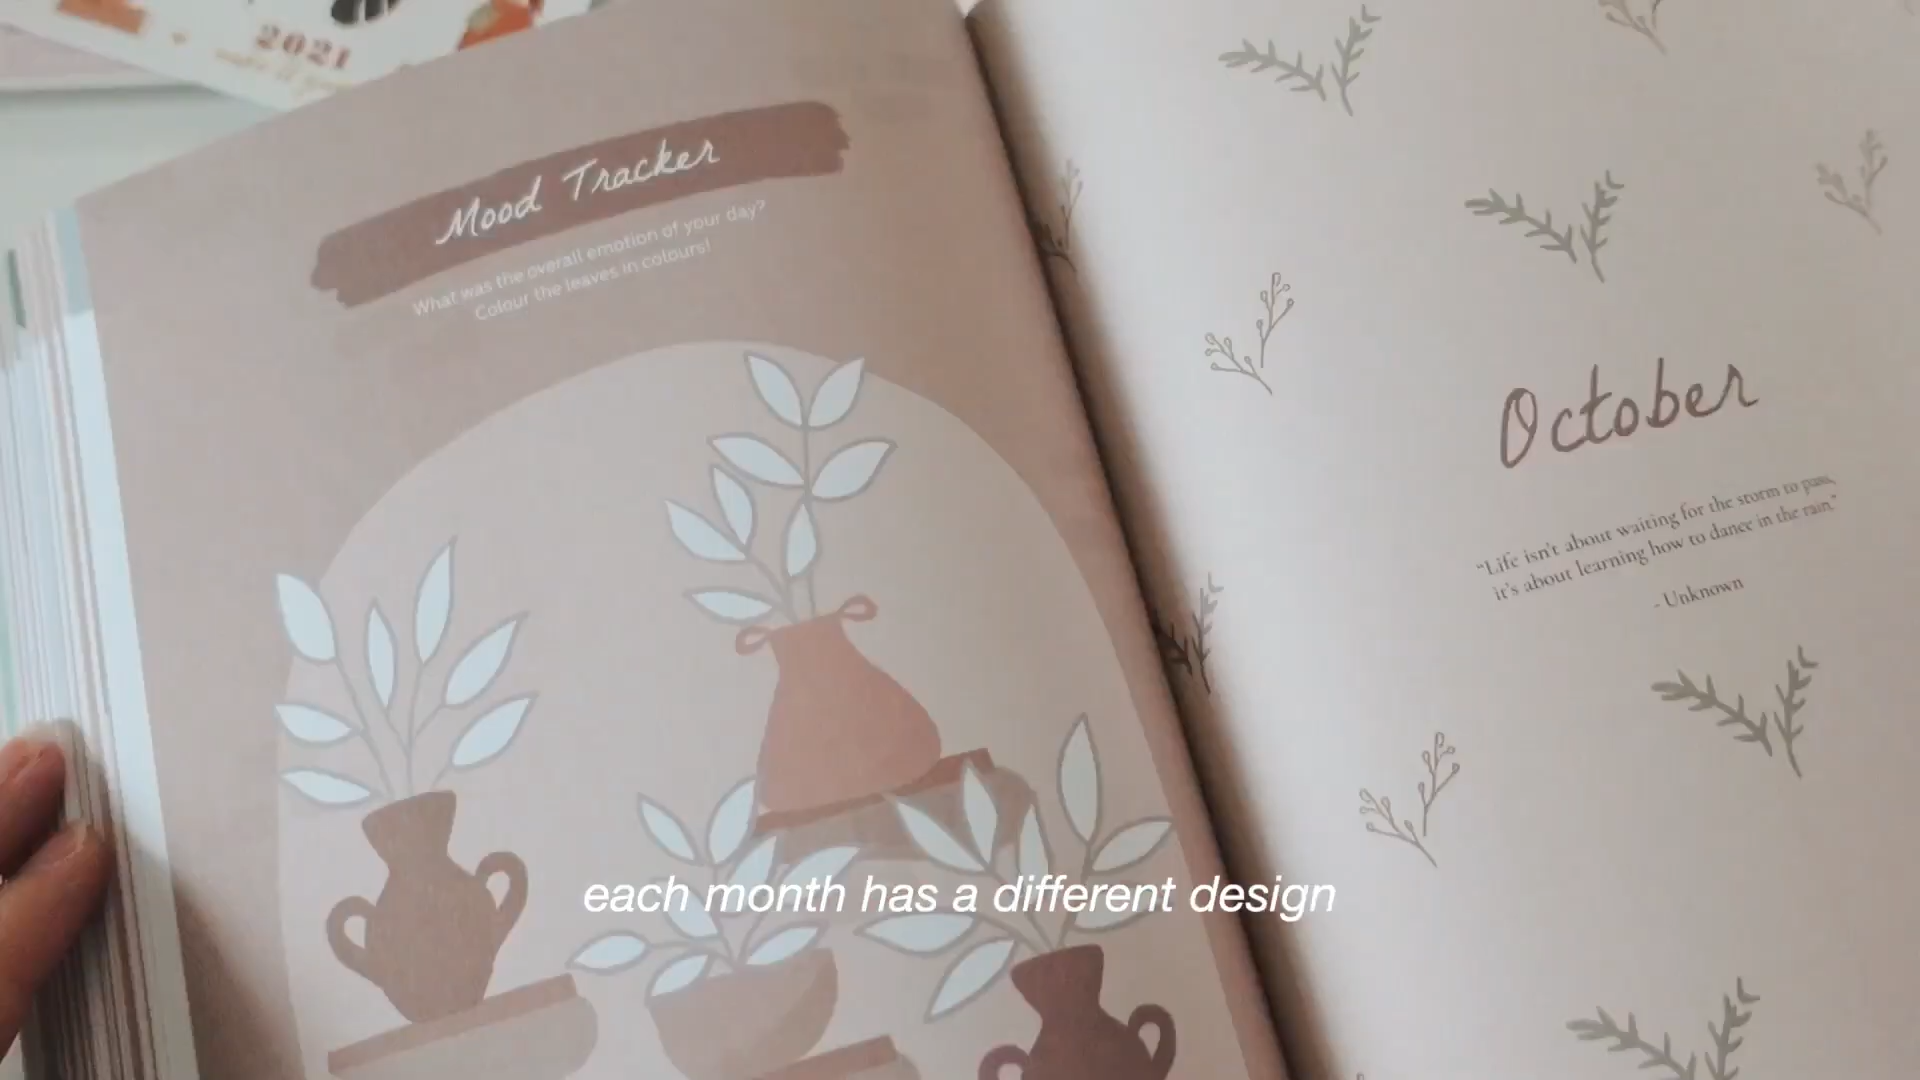 2021
Mood Tracker
What was the overall emotion of your day?
Colour the leaves in colours!
October
“Life isn't about waiting for the storm to pass,
it's about learning how to dance in the rain.”
- Unknown
each month has a different design